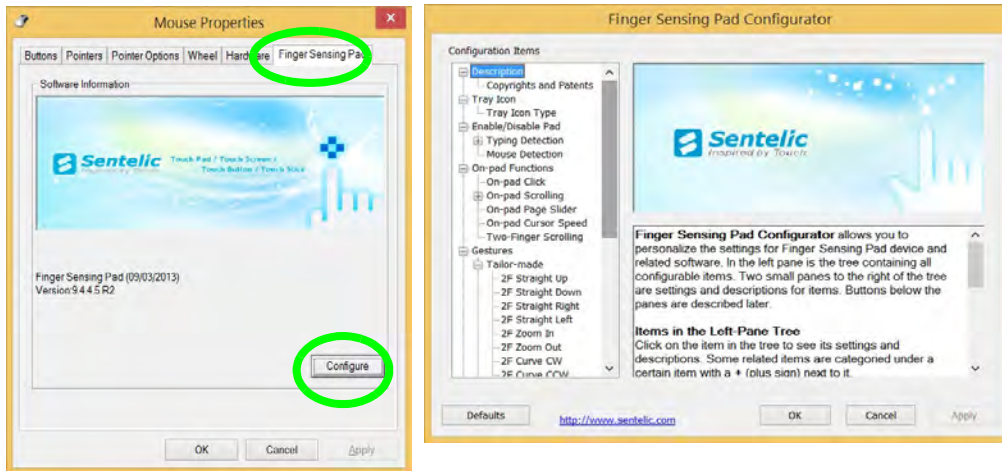 Mouse Properties
Buttons Pointers Pointer Options Wheel Hardware Finger Sensing Pad
Software Information
Sentelic
Inspired by Touch
Touch Pad / Touch Screen /
Touch Button / Touch Stick
Finger Sensing Pad (09/03/2013)
Version:9.4.4.5 R2
Configure
OK Cancel Apply
Finger Sensing Pad Configurator
Configuration Items
Description
Copyrights and Patents
Tray Icon
Tray Icon Type
Enable/Disable Pad
Typing Detection
Mouse Detection
On-pad Functions
On-pad Click
On-pad Scrolling
On-pad Page Slider
On-pad Cursor Speed
Two-Finger Scrolling
Gestures
Tailor-made
2F Straight Up
2F Straight Down
2F Straight Right
2F Straight Left
2F Zoom In
2F Zoom Out
2F Curve CW
2F Curve CCW
Sentelic
Inspired by Touch
Finger Sensing Pad Configurator allows you to
personalize the settings for Finger Sensing Pad device and
related software. In the left pane is the tree containing all
configurable items. Two small panes to the right of the tree
are settings and descriptions for items. Buttons below the
panes are described later.
Items in the Left-Pane Tree
Click on the item in the tree to see its settings and
descriptions. Some related items are categoried under a
certain item with a + (plus sign) next to it.
Defaults http://www.sentelic.com OK Cancel Apply